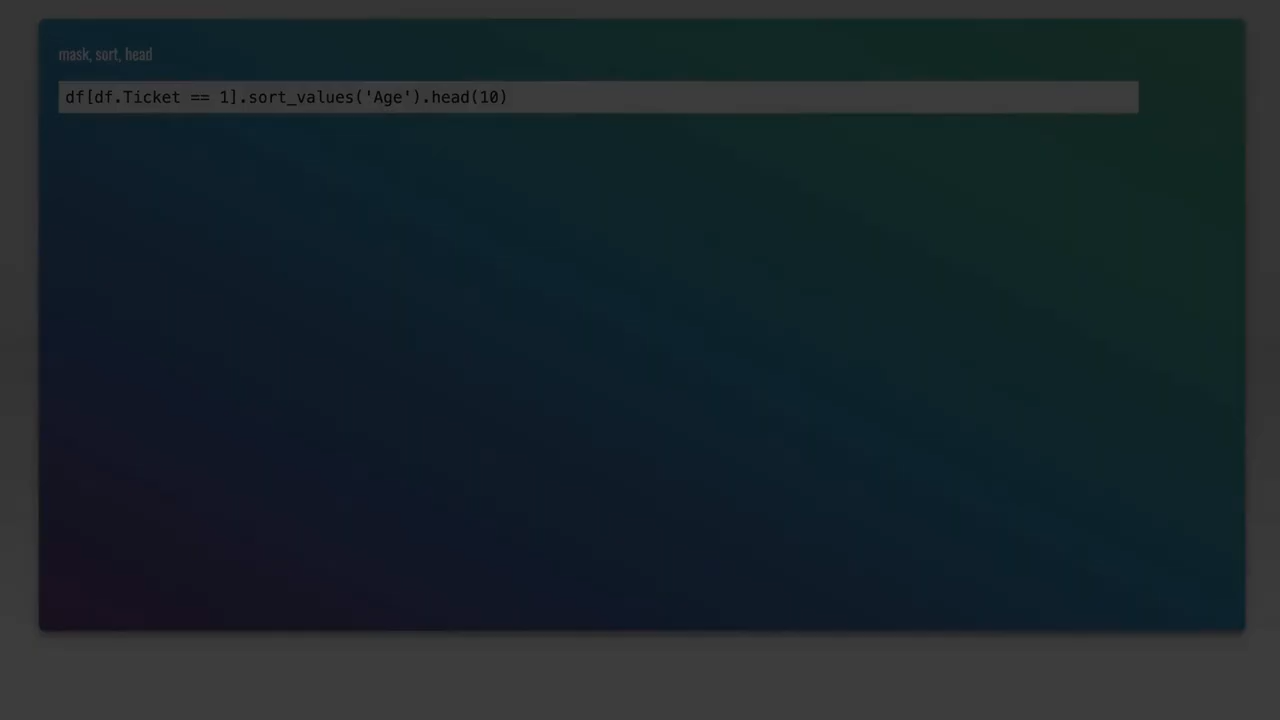 mask, sort, head
df[df.Ticket == 1].sort_values('Age').head(10)